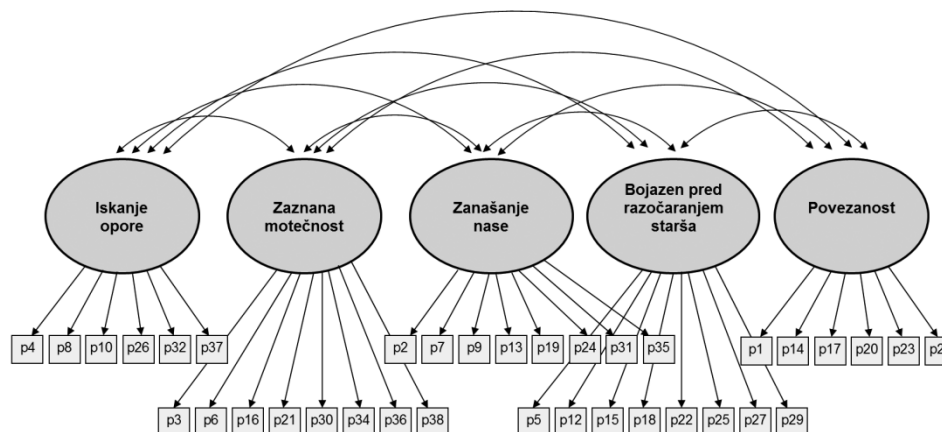 Iskanje
opore
Zaznana
motečnost
Zanašanje
nase
Bojazen pred
razočaranjem
starša
Povezanost
p4 p8 p10 p26 p32 p37
p2 p7 p9 p13 p19 p24 p31 p35
p1 p14 p17 p20 p23
p3 p6 p16 p21 p30 p34 p36 p38
p5 p12 p15 p18 p22 p25 p27 p29